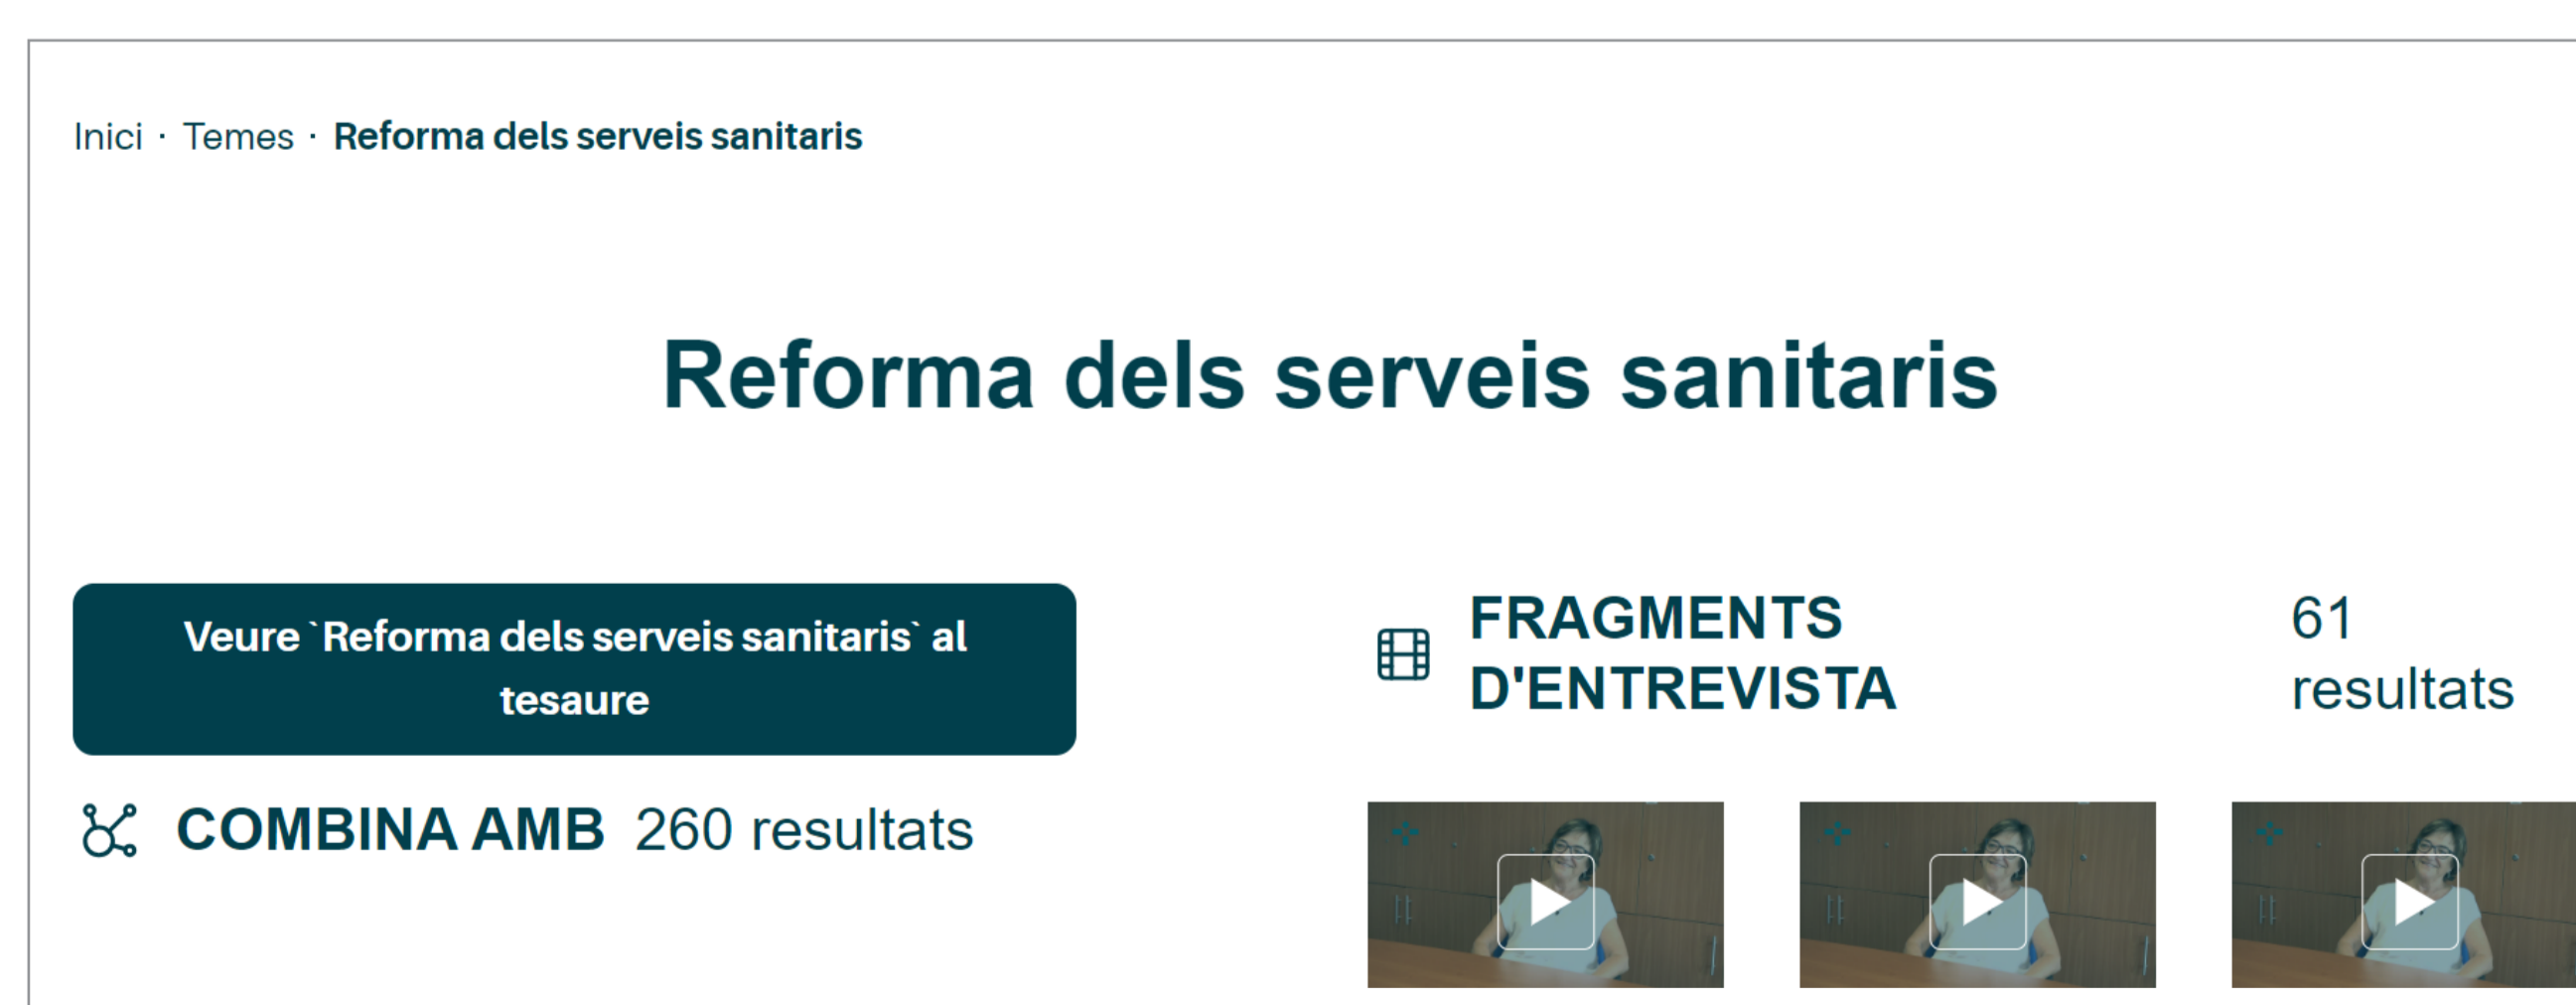 Inici · Temes · Reforma dels serveis sanitaris
Reforma dels serveis sanitaris
Veure `Reforma dels serveis sanitaris` al
tesaure
COMBINA AMB 260 resultats
FRAGMENTS
D'ENTREVISTA
61
resultats